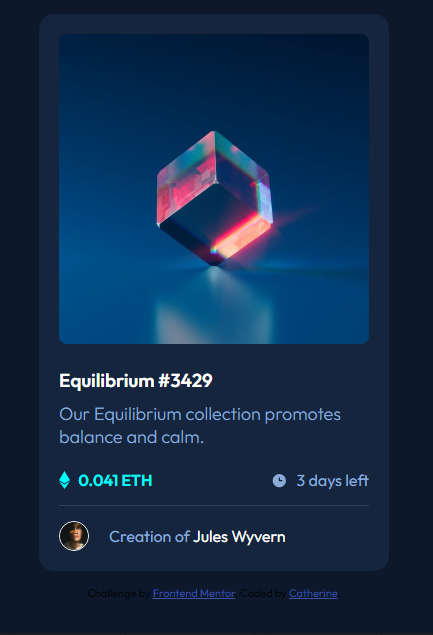 Equilibrium #3429
Our Equilibrium collection promotes
balance and calm.
0.041 ETH
3 days left
Creation of Jules Wyvern
Challenge by Frontend Mentor. Coded by Catherine